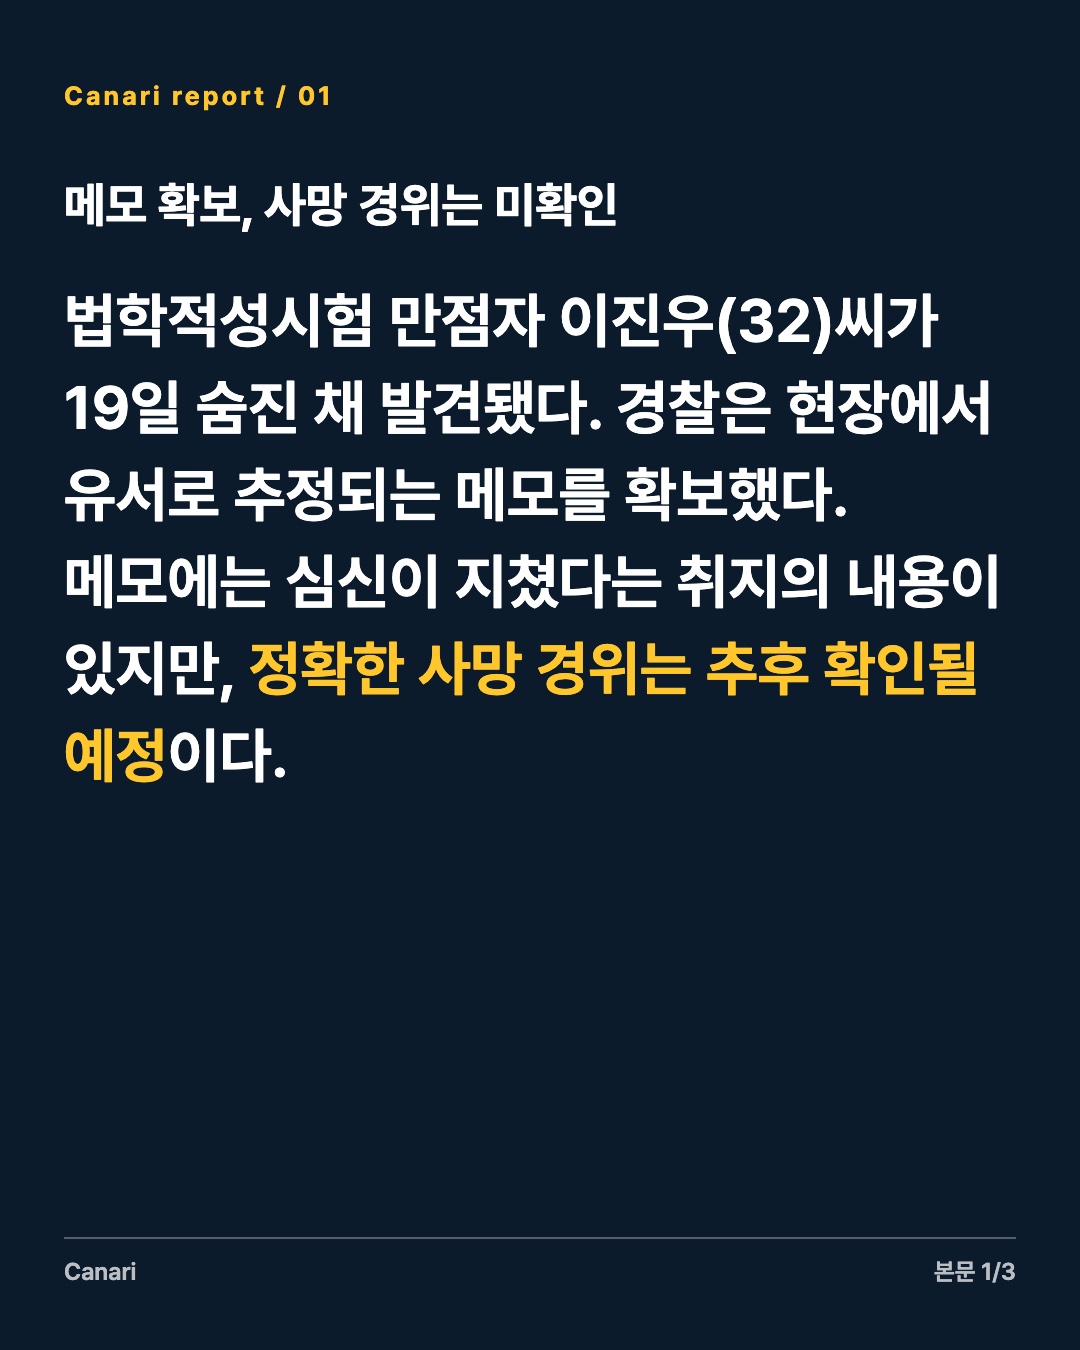 Canari report / 01
메모 확보, 사망 경위는 미확인
법학적성시험 만점자 이진우(32)씨가
19일 숨진 채 발견됐다. 경찰은 현장에서
유서로 추정되는 메모를 확보했다.
메모에는 심신이 지쳤다는 취지의 내용이
있지만, 정확한 사망 경위는 추후 확인될
예정이다.
Canari
본문 1/3